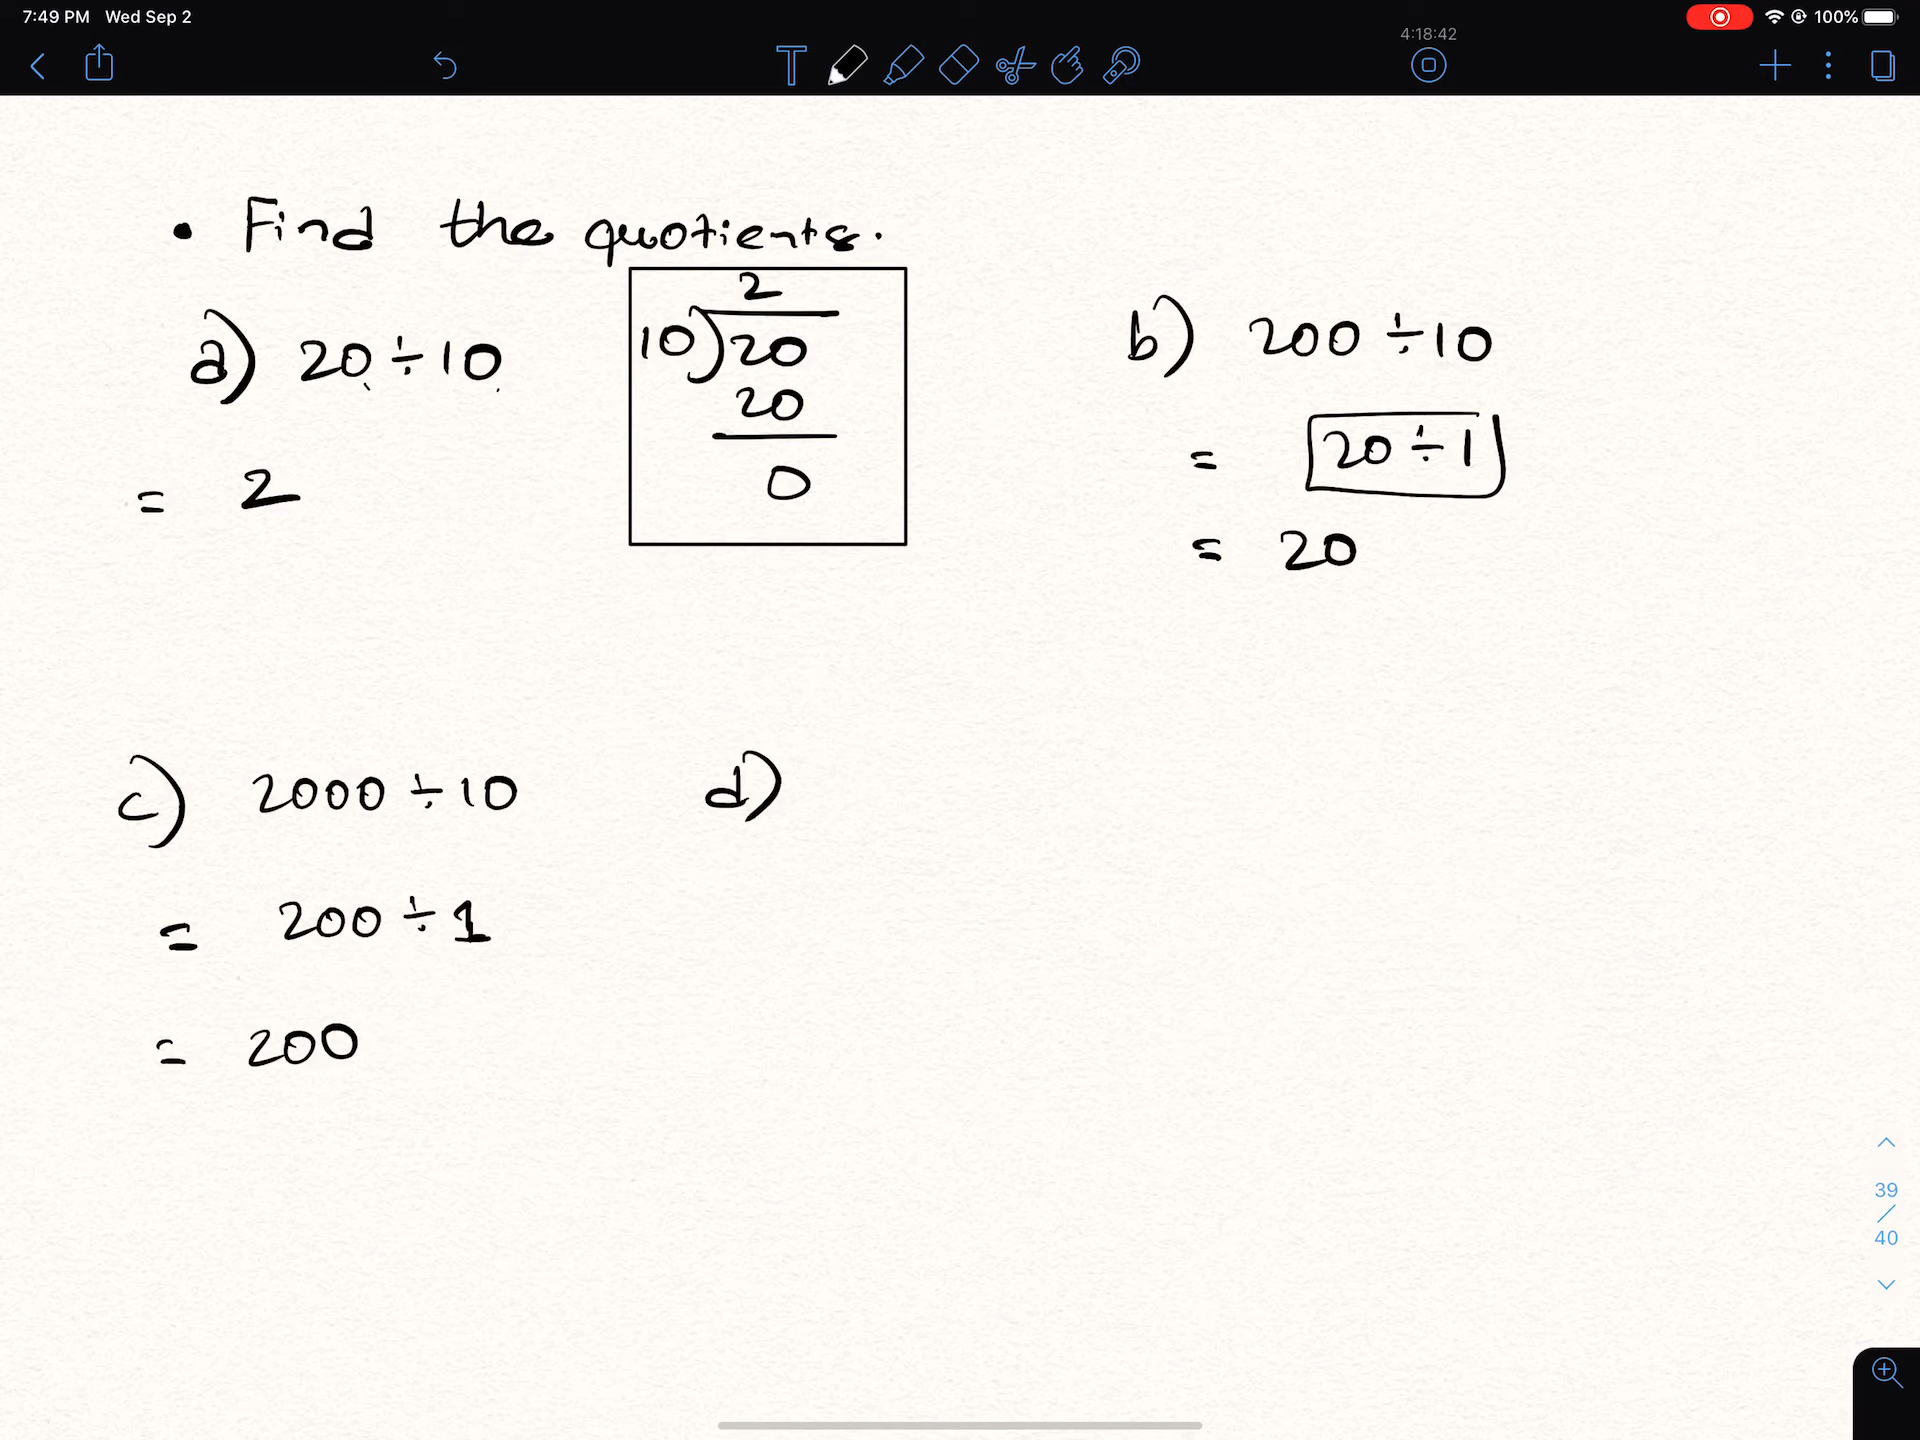 7:49 PM Wed Sep 2
100%
4:18:42
• Find the quotients.
a) 20 ÷ 10
= 2
2
10)20
20
0
b) 200 ÷ 10
= 20 ÷ 1
= 20
c) 2000 ÷ 10
= 200 ÷ 1
= 200
d)
39
/
40